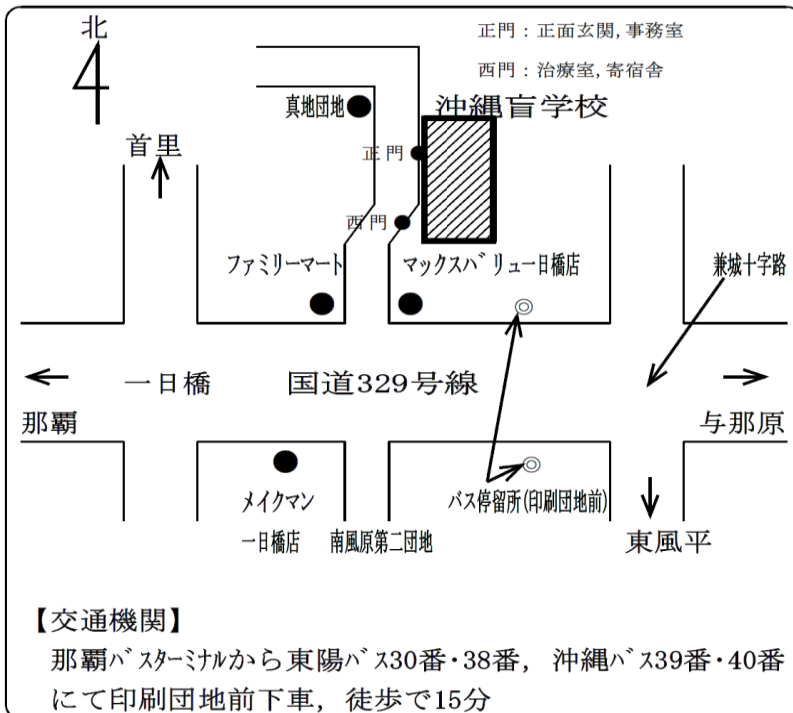 北
正門：正面玄関，事務室
西門：治療室，寄宿舎
真地団地
沖縄盲学校
首里
正門
西門
ファミリーマート
マックスバリュー一日橋店
兼城十字路
一日橋
国道329号線
那覇
与那原
メイクマン
一日橋店
バス停留所(印刷団地前)
南風原第二団地
東風平
【交通機関】
那覇バスターミナルから東陽バス30番・38番，沖縄バス39番・40番
にて印刷団地前下車，徒歩で15分